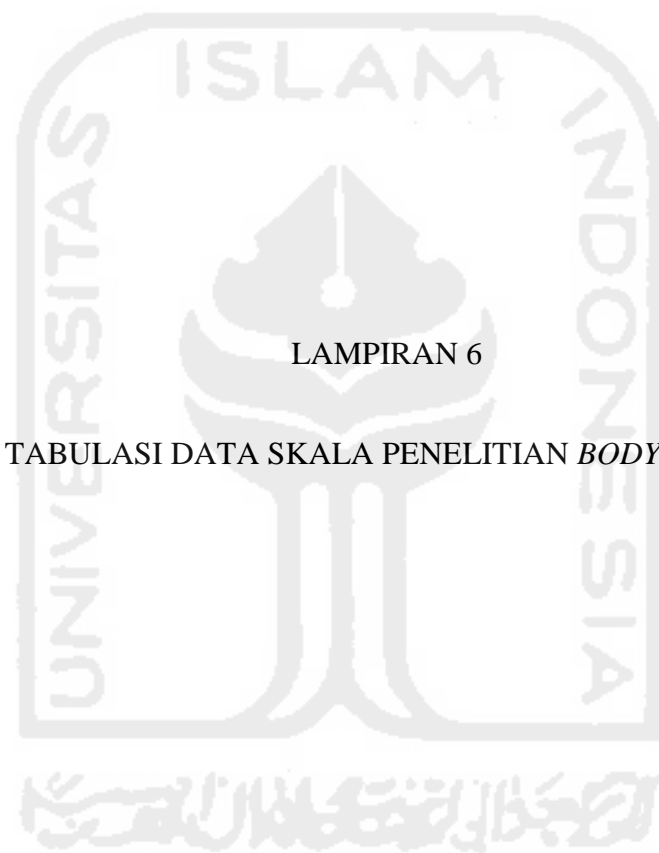 ISLAM
UNIVERSITAS
INDONESIA
LAMPIRAN 6
TABULASI DATA SKALA PENELITIAN BODY